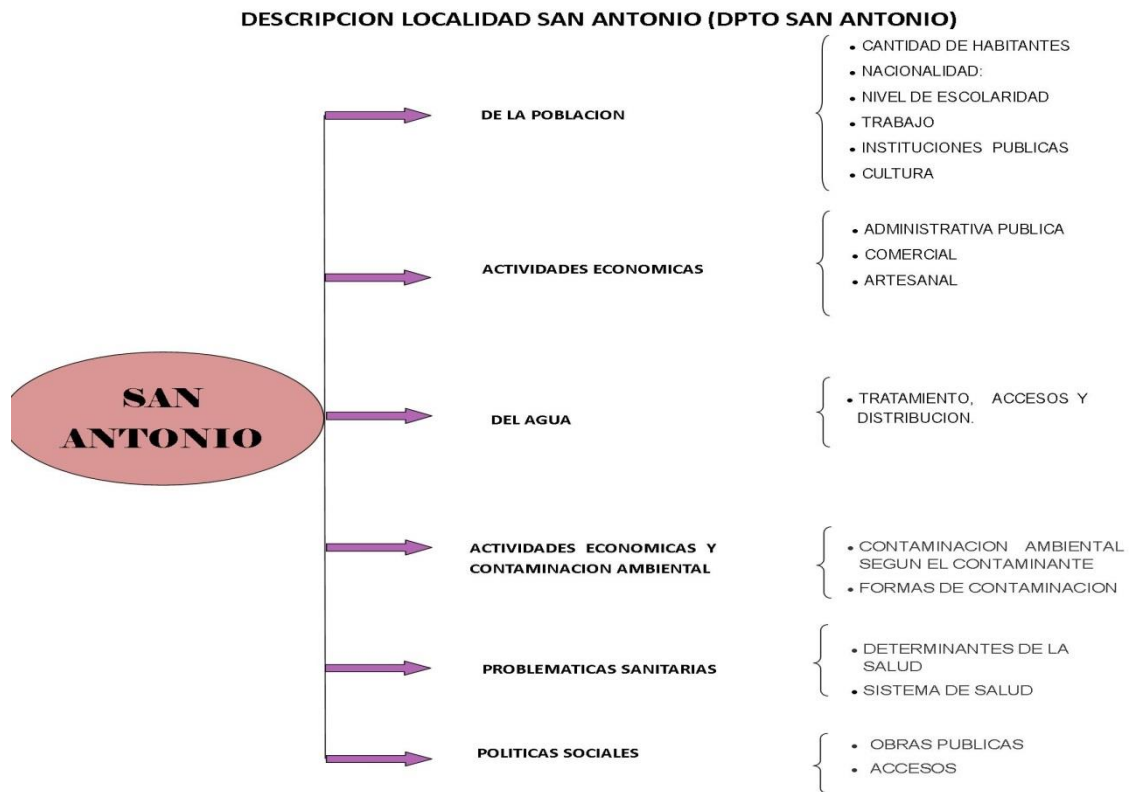 DESCRIPCION LOCALIDAD SAN ANTONIO (DPTO SAN ANTONIO)
SAN
ANTONIO
DE LA POBLACION
• CANTIDAD DE HABITANTES
• NACIONALIDAD:
• NIVEL DE ESCOLARIDAD
• TRABAJO
• INSTITUCIONES PUBLICAS
• CULTURA
ACTIVIDADES ECONOMICAS
• ADMINISTRATIVA PUBLICA
• COMERCIAL
• ARTESANAL
DEL AGUA
• TRATAMIENTO, ACCESOS Y
DISTRIBUCION.
ACTIVIDADES ECONOMICAS Y
CONTAMINACION AMBIENTAL
• CONTAMINACION AMBIENTAL
SEGUN EL CONTAMINANTE
• FORMAS DE CONTAMINACION
PROBLEMATICAS SANITARIAS
• DETERMINANTES DE LA
SALUD
• SISTEMA DE SALUD
POLITICAS SOCIALES
• OBRAS PUBLICAS
• ACCESOS